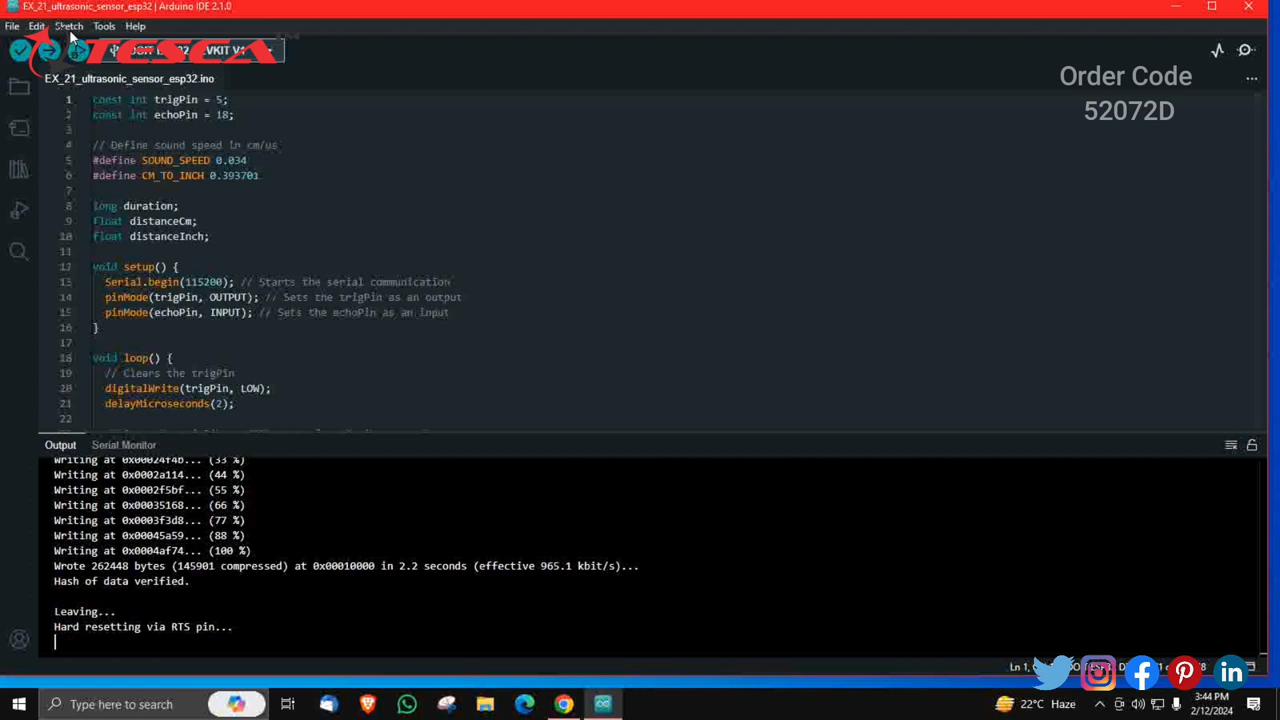 EX_21_ultrasonic_sensor_esp32 | Arduino IDE 2.1.0
File Edit Sketch Tools Help
TESCA
EX_21_ultrasonic_sensor_esp32.ino
Order Code
52072D
1 const int trigPin = 5;
2 const int echoPin = 18;
3
4 // Define sound speed in cm/us
5 #define SOUND_SPEED 0.034
6 #define CM_TO_INCH 0.393701
7
8 long duration;
9 float distanceCm;
10 float distanceInch;
11
12 void setup() {
13 Serial.begin(115200); // Starts the serial communication
14 pinMode(trigPin, OUTPUT); // Sets the trigPin as an output
15 pinMode(echoPin, INPUT); // Sets the echoPin as an input
16 }
17
18 void loop() {
19 // Clears the trigPin
20 digitalWrite(trigPin, LOW);
21 delayMicroseconds(2);
22
Output Serial Monitor
Writing at 0x00024f4b... (33 %)
Writing at 0x0002a114... (44 %)
Writing at 0x0002f5bf... (55 %)
Writing at 0x00035168... (66 %)
Writing at 0x0003f3d8... (77 %)
Writing at 0x00045a59... (88 %)
Writing at 0x0004af74... (100 %)
Wrote 262448 bytes (145901 compressed) at 0x00010000 in 2.2 seconds (effective 965.1 kbit/s)...
Hash of data verified.
Leaving...
Hard resetting via RTS pin...
Ln 1,
Type here to search
22°C Haze
3:44 PM
2/12/2024